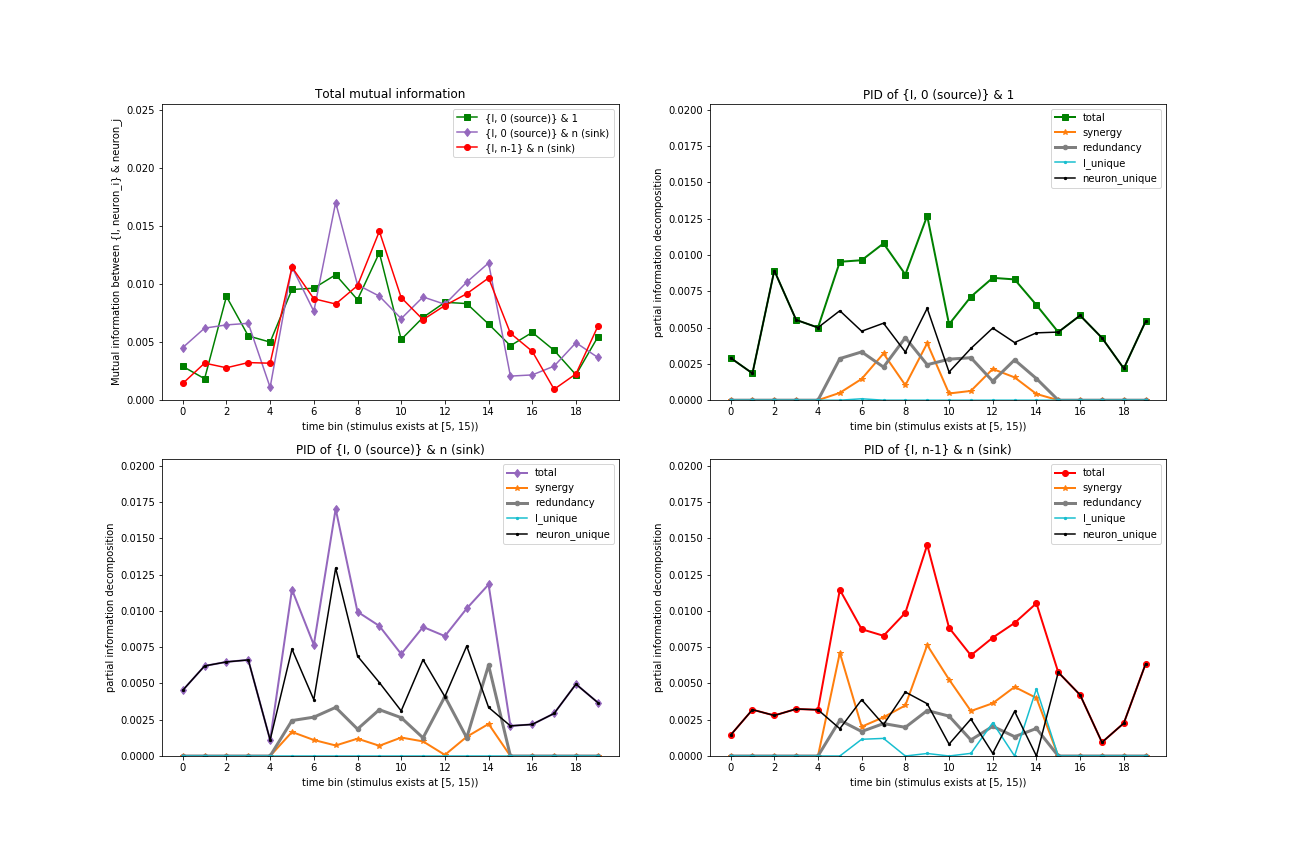 Total mutual information
Mutual information between {I, neuron_i} & neuron_j
0.025
0.020
0.015
0.010
0.005
0.000
{I, 0 (source)} & 1
{I, 0 (source)} & n (sink)
{I, n-1} & n (sink)
0 2 4 6 8 10 12 14 16 18
time bin (stimulus exists at [5, 15))
PID of {I, 0 (source)} & 1
partial information decomposition
0.0200
0.0175
0.0150
0.0125
0.0100
0.0075
0.0050
0.0025
0.0000
total
synergy
redundancy
I_unique
neuron_unique
0 2 4 6 8 10 12 14 16 18
time bin (stimulus exists at [5, 15))
PID of {I, 0 (source)} & n (sink)
partial information decomposition
0.0200
0.0175
0.0150
0.0125
0.0100
0.0075
0.0050
0.0025
0.0000
total
synergy
redundancy
I_unique
neuron_unique
0 2 4 6 8 10 12 14 16 18
time bin (stimulus exists at [5, 15))
PID of {I, n-1} & n (sink)
partial information decomposition
0.0200
0.0175
0.0150
0.0125
0.0100
0.0075
0.0050
0.0025
0.0000
total
synergy
redundancy
I_unique
neuron_unique
0 2 4 6 8 10 12 14 16 18
time bin (stimulus exists at [5, 15))